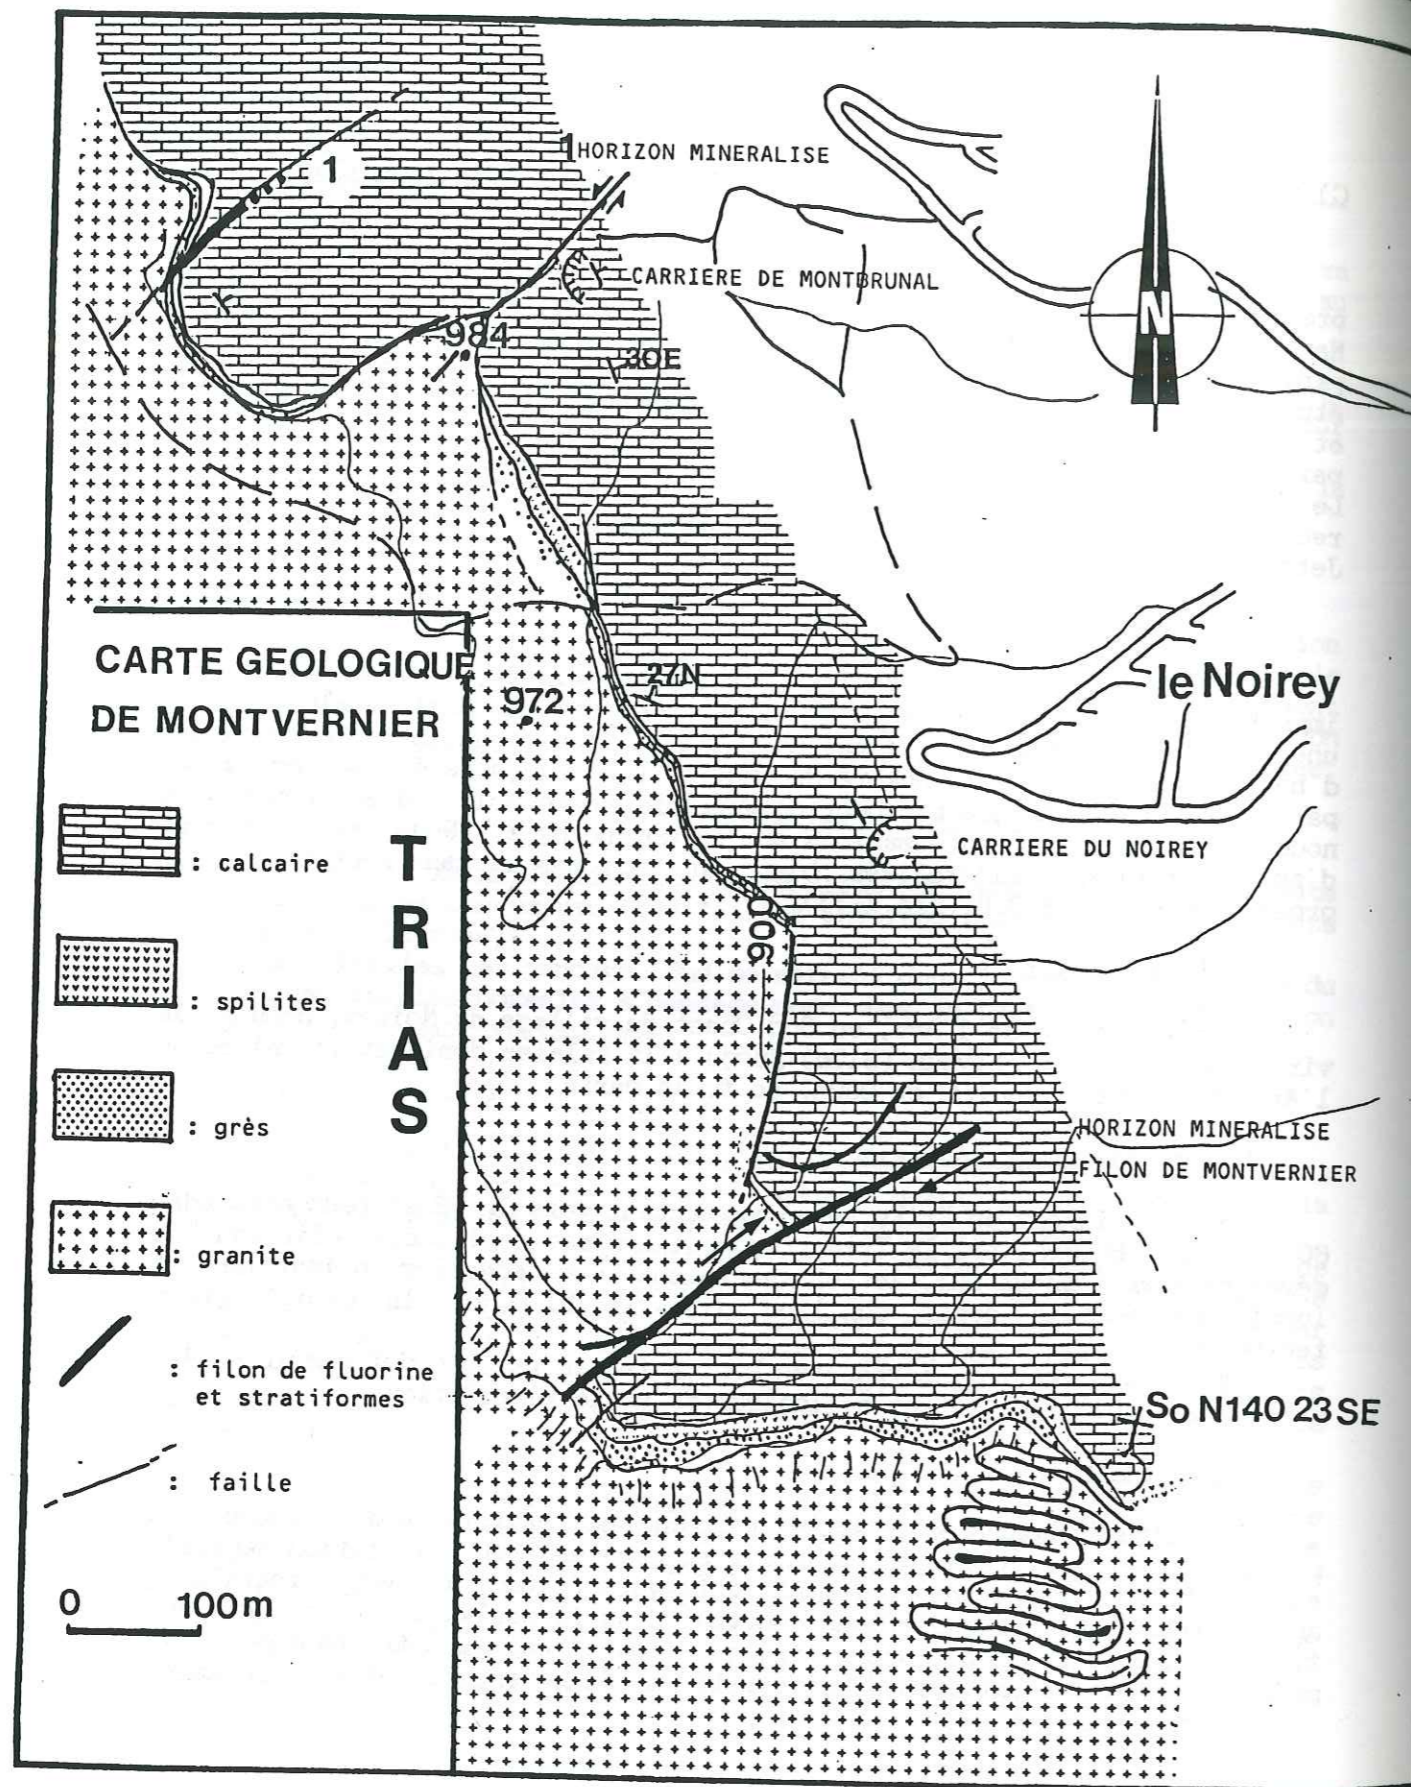 1
1HORIZON MINERALISE
CARRIERE DE MONTBRUNAL
N
984
30E
CARTE GEOLOGIQUE
DE MONTVERNIER
972
27N
le Noirey
CARRIERE DU NOIREY
900
: calcaire
: spilites
: grès
: granite
TRIAS
: filon de fluorine
et stratiformes
: faille
HORIZON MINERALISE
FILON DE MONTVERNIER
So N140 23SE
0 100m